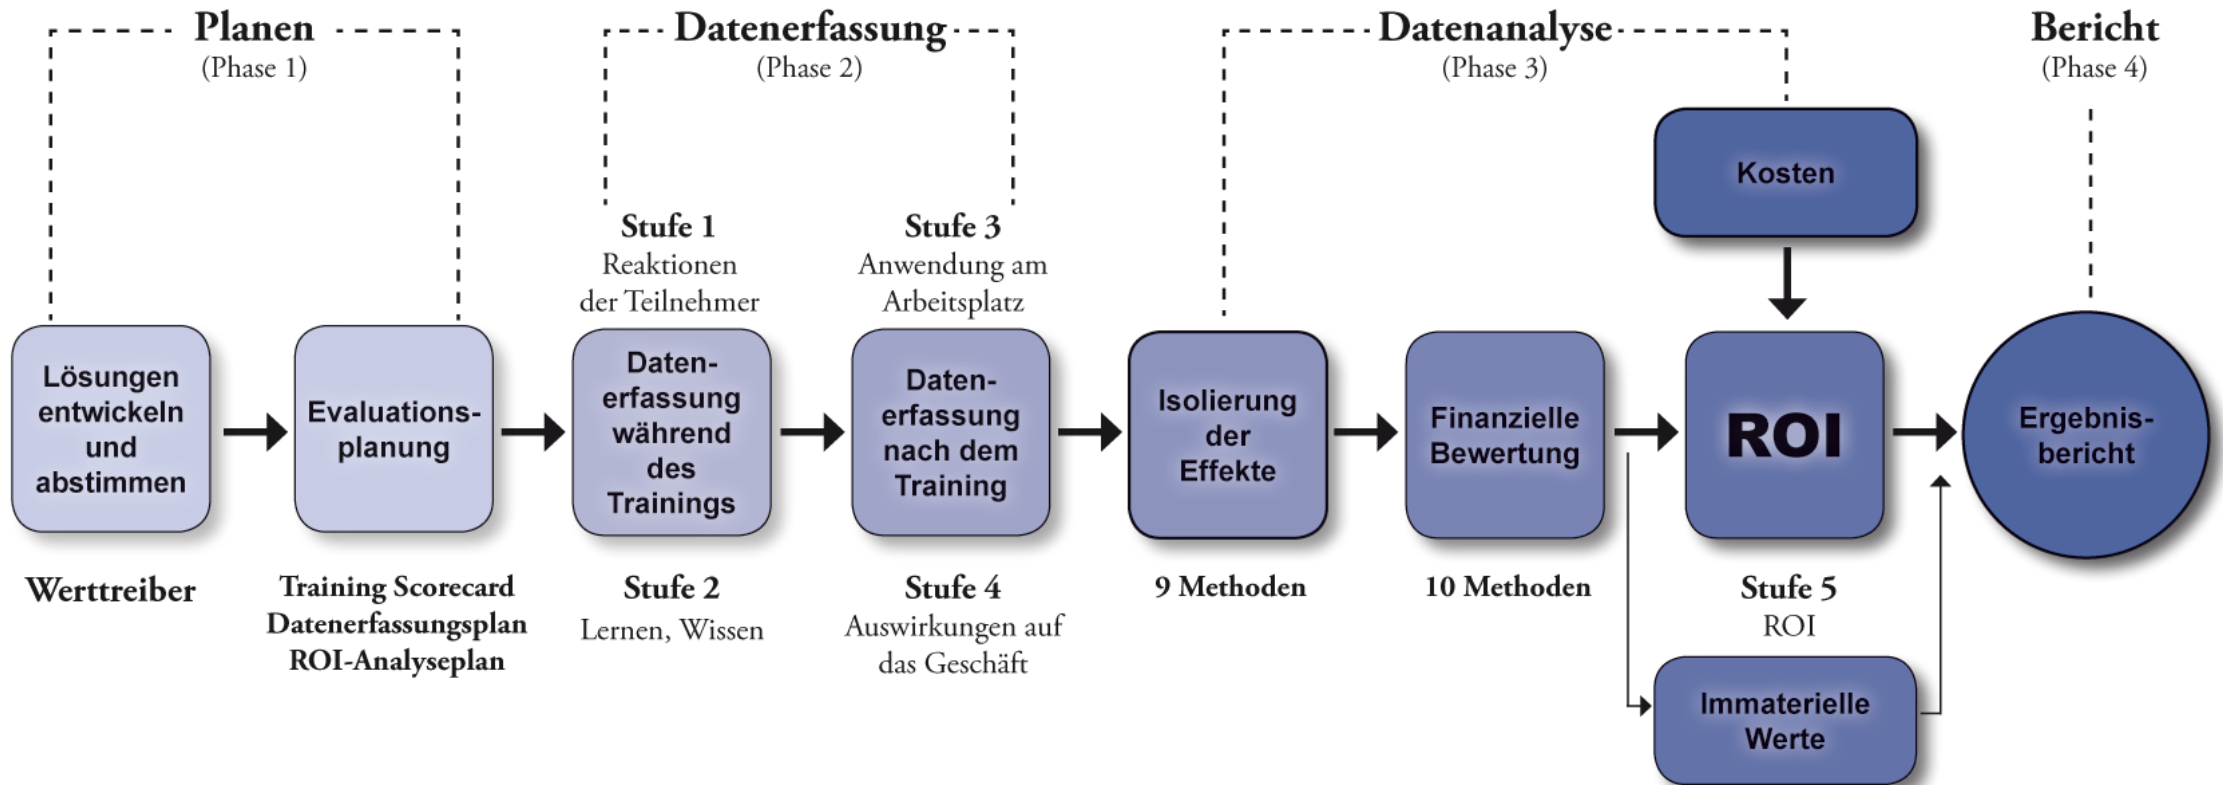 Planen
(Phase 1)
Datenerfassung
(Phase 2)
Datenanalyse
(Phase 3)
Bericht
(Phase 4)
Lösungen
entwickeln
und
abstimmen
Werttreiber
Evaluations-
planung
Training Scorecard
Datenerfassungsplan
ROI-Analyseplan
Stufe 1
Reaktionen
der Teilnehmer
Daten-
erfassung
während
des
Trainings
Stufe 2
Lernen, Wissen
Stufe 3
Anwendung am
Arbeitsplatz
Daten-
erfassung
nach dem
Training
Stufe 4
Auswirkungen auf
das Geschäft
Isolierung
der
Effekte
9 Methoden
Finanzielle
Bewertung
10 Methoden
Kosten
ROI
Stufe 5
ROI
Immaterielle
Werte
Ergebnis-
bericht